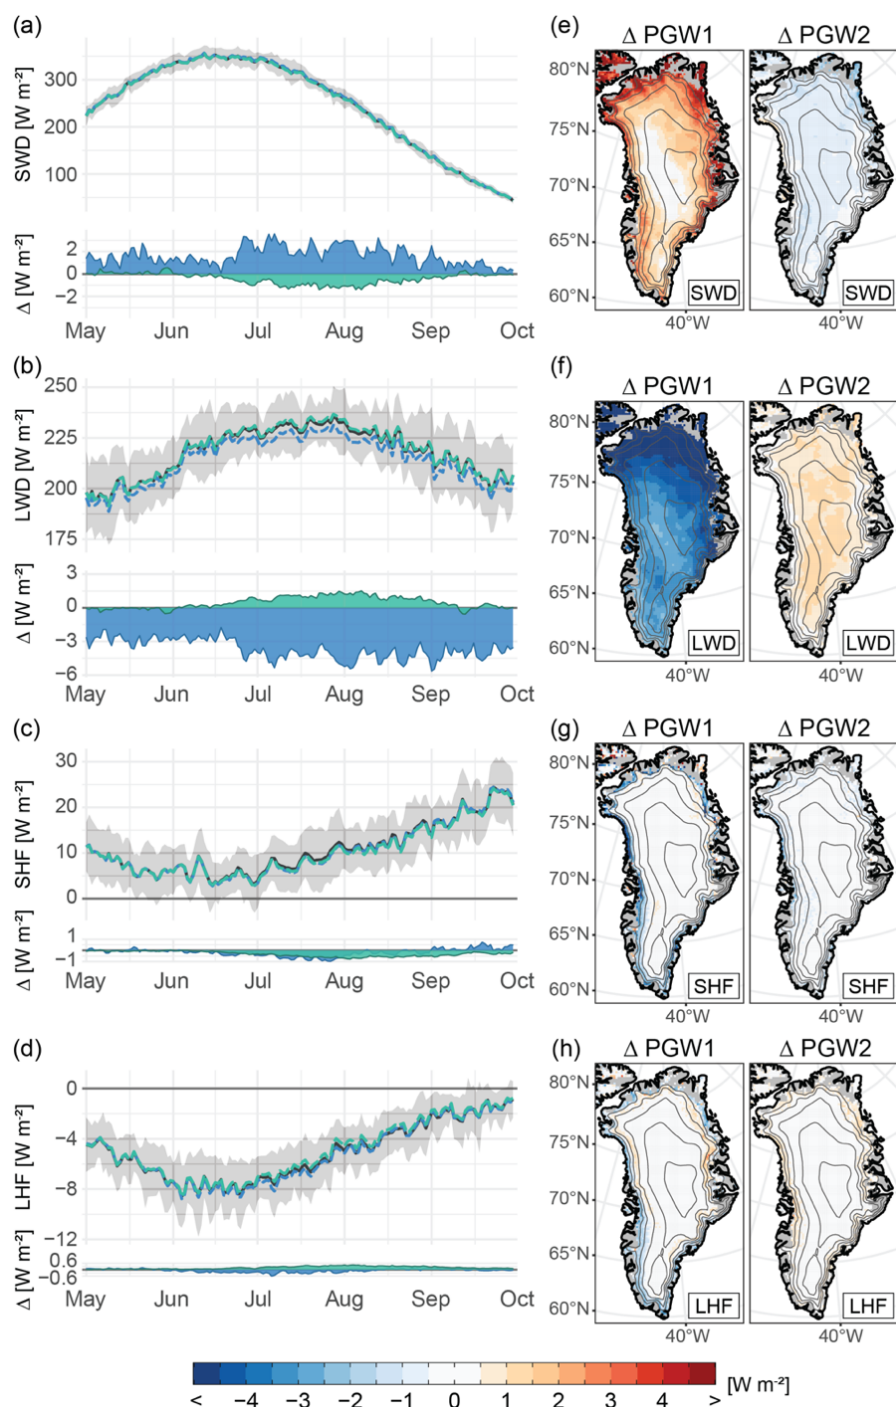 (a)
SWD [W m⁻²]
300
200
100
Δ [W m⁻²]
2
0
−2
May Jun Jul Aug Sep Oct
(e)
Δ PGW1 Δ PGW2
80°N
75°N
70°N
65°N
60°N
SWD SWD
40°W 40°W
(b)
LWD [W m⁻²]
250
225
200
175
Δ [W m⁻²]
3
0
−3
−6
May Jun Jul Aug Sep Oct
(f)
Δ PGW1 Δ PGW2
80°N
75°N
70°N
65°N
60°N
LWD LWD
40°W 40°W
(c)
SHF [W m⁻²]
30
20
10
0
Δ [W m⁻²]
1
−1
May Jun Jul Aug Sep Oct
(g)
Δ PGW1 Δ PGW2
80°N
75°N
70°N
65°N
60°N
SHF SHF
40°W 40°W
(d)
LHF [W m⁻²]
0
−4
−8
−12
Δ [W m⁻²]
0.6
−0.6
May Jun Jul Aug Sep Oct
(h)
Δ PGW1 Δ PGW2
80°N
75°N
70°N
65°N
60°N
LHF LHF
40°W 40°W
< −4 −3 −2 −1 0 1 2 3 4 > [W m⁻²]